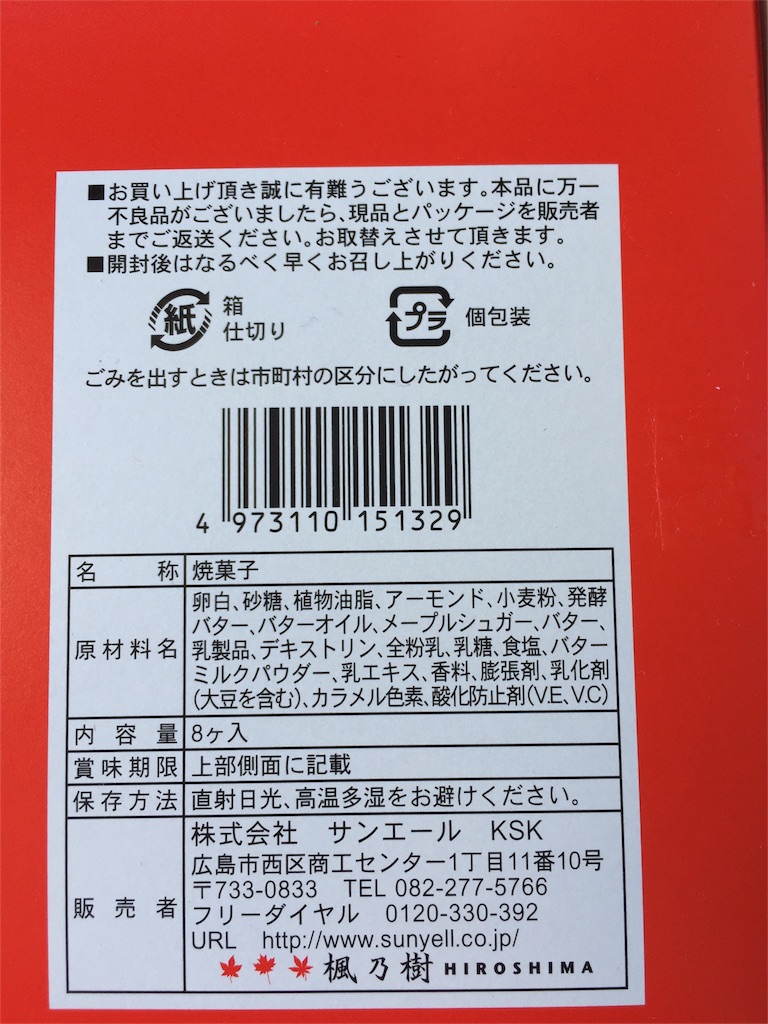 ■お買い上げ頂き誠に有難うございます。本品に万一
不良品がございましたら、現品とパッケージを販売者
までご返送ください。お取替えさせて頂きます。
■開封後はなるべく早くお召し上がりください。
紙 箱
仕切り
プラ 個包装
ごみを出すときは市町村の区分にしたがってください。
4 973110 151329
名称 焼菓子
原材料名 卵白、砂糖、植物油脂、アーモンド、小麦粉、発酵
バター、バターオイル、メープルシュガー、バター、
乳製品、デキストリン、全粉乳、乳糖、食塩、バター
ミルクパウダー、乳エキス、香料、膨張剤、乳化剤
(大豆を含む)、カラメル色素、酸化防止剤(V.E、V.C)
内容量 8ヶ入
賞味期限 上部側面に記載
保存方法 直射日光、高温多湿をお避けください。
販売者 株式会社 サンエール KSK
広島市西区商工センター1丁目11番10号
〒733-0833 TEL 082-277-5766
フリーダイヤル 0120-330-392
URL http://www.sunyell.co.jp/
楓乃樹 HIROSHIMA